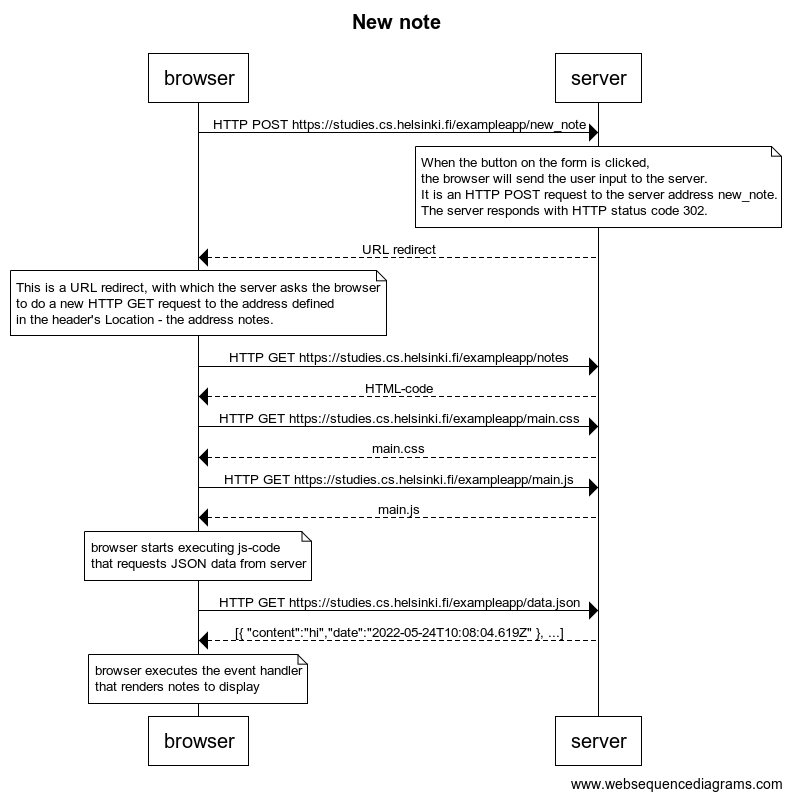 New note
browser
server
HTTP POST https://studies.cs.helsinki.fi/exampleapp/new_note
When the button on the form is clicked,
the browser will send the user input to the server.
It is an HTTP POST request to the server address new_note.
The server responds with HTTP status code 302.
URL redirect
This is a URL redirect, with which the server asks the browser
to do a new HTTP GET request to the address defined
in the header's Location - the address notes.
HTTP GET https://studies.cs.helsinki.fi/exampleapp/notes
HTML-code
HTTP GET https://studies.cs.helsinki.fi/exampleapp/main.css
main.css
HTTP GET https://studies.cs.helsinki.fi/exampleapp/main.js
main.js
browser starts executing js-code
that requests JSON data from server
HTTP GET https://studies.cs.helsinki.fi/exampleapp/data.json
[{ "content":"hi","date":"2022-05-24T10:08:04.619Z" }, ...]
browser executes the event handler
that renders notes to display
browser
server
www.websequencediagrams.com